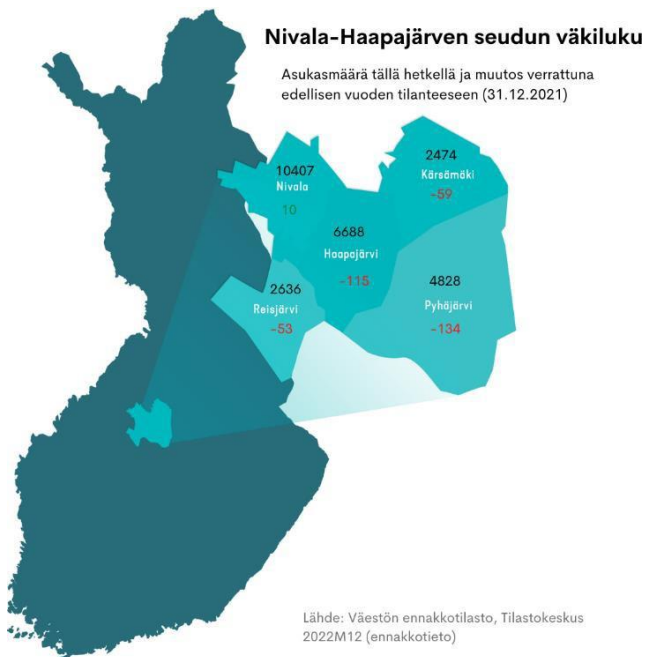 Nivala-Haapajärven seudun väkiluku
Asukasmäärä tällä hetkellä ja muutos verrattuna
edellisen vuoden tilanteeseen (31.12.2021)
10407
Nivala
10
2474
Kärsämäki
-59
6688
Haapajärvi
-115
2636
Reisjärvi
-53
4828
Pyhäjärvi
-134
Lähde: Väestön ennakkotilasto, Tilastokeskus
2022M12 (ennakkotieto)